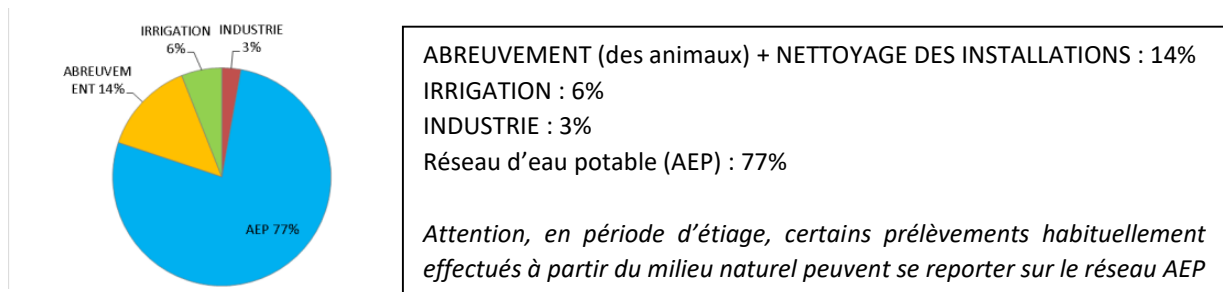 IRRIGATION
6%
INDUSTRIE
3%
ABREUVEM
ENT 14%
AEP 77%
ABREUVEMENT (des animaux) + NETTOYAGE DES INSTALLATIONS : 14%
IRRIGATION : 6%
INDUSTRIE : 3%
Réseau d’eau potable (AEP) : 77%
Attention, en période d’étiage, certains prélèvements habituellement
effectués à partir du milieu naturel peuvent se reporter sur le réseau AEP